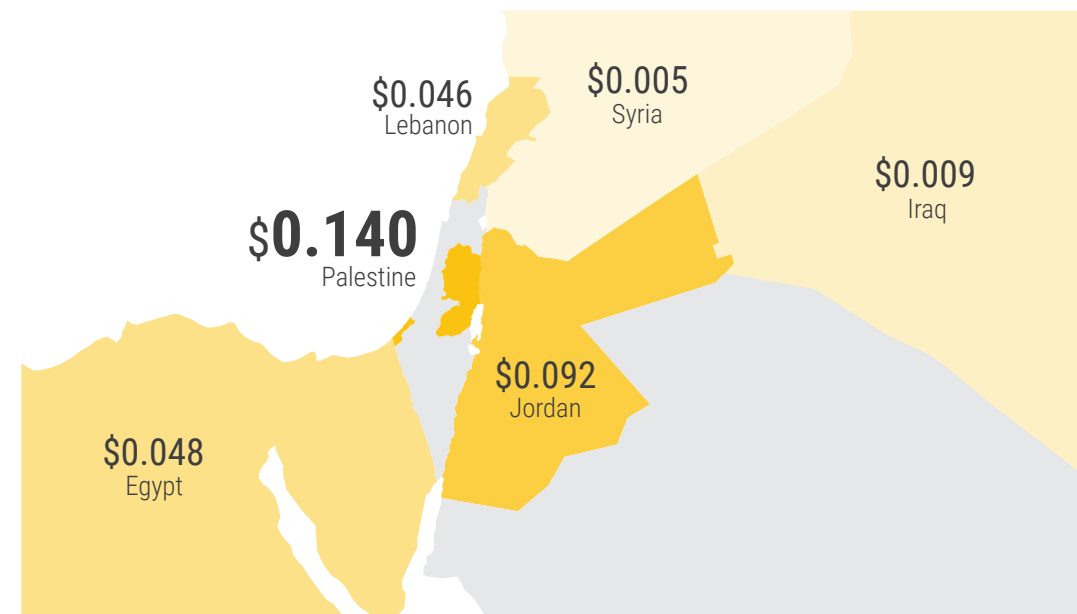 $0.046
Lebanon
$0.005
Syria
$0.009
Iraq
$0.140
Palestine
$0.092
Jordan
$0.048
Egypt